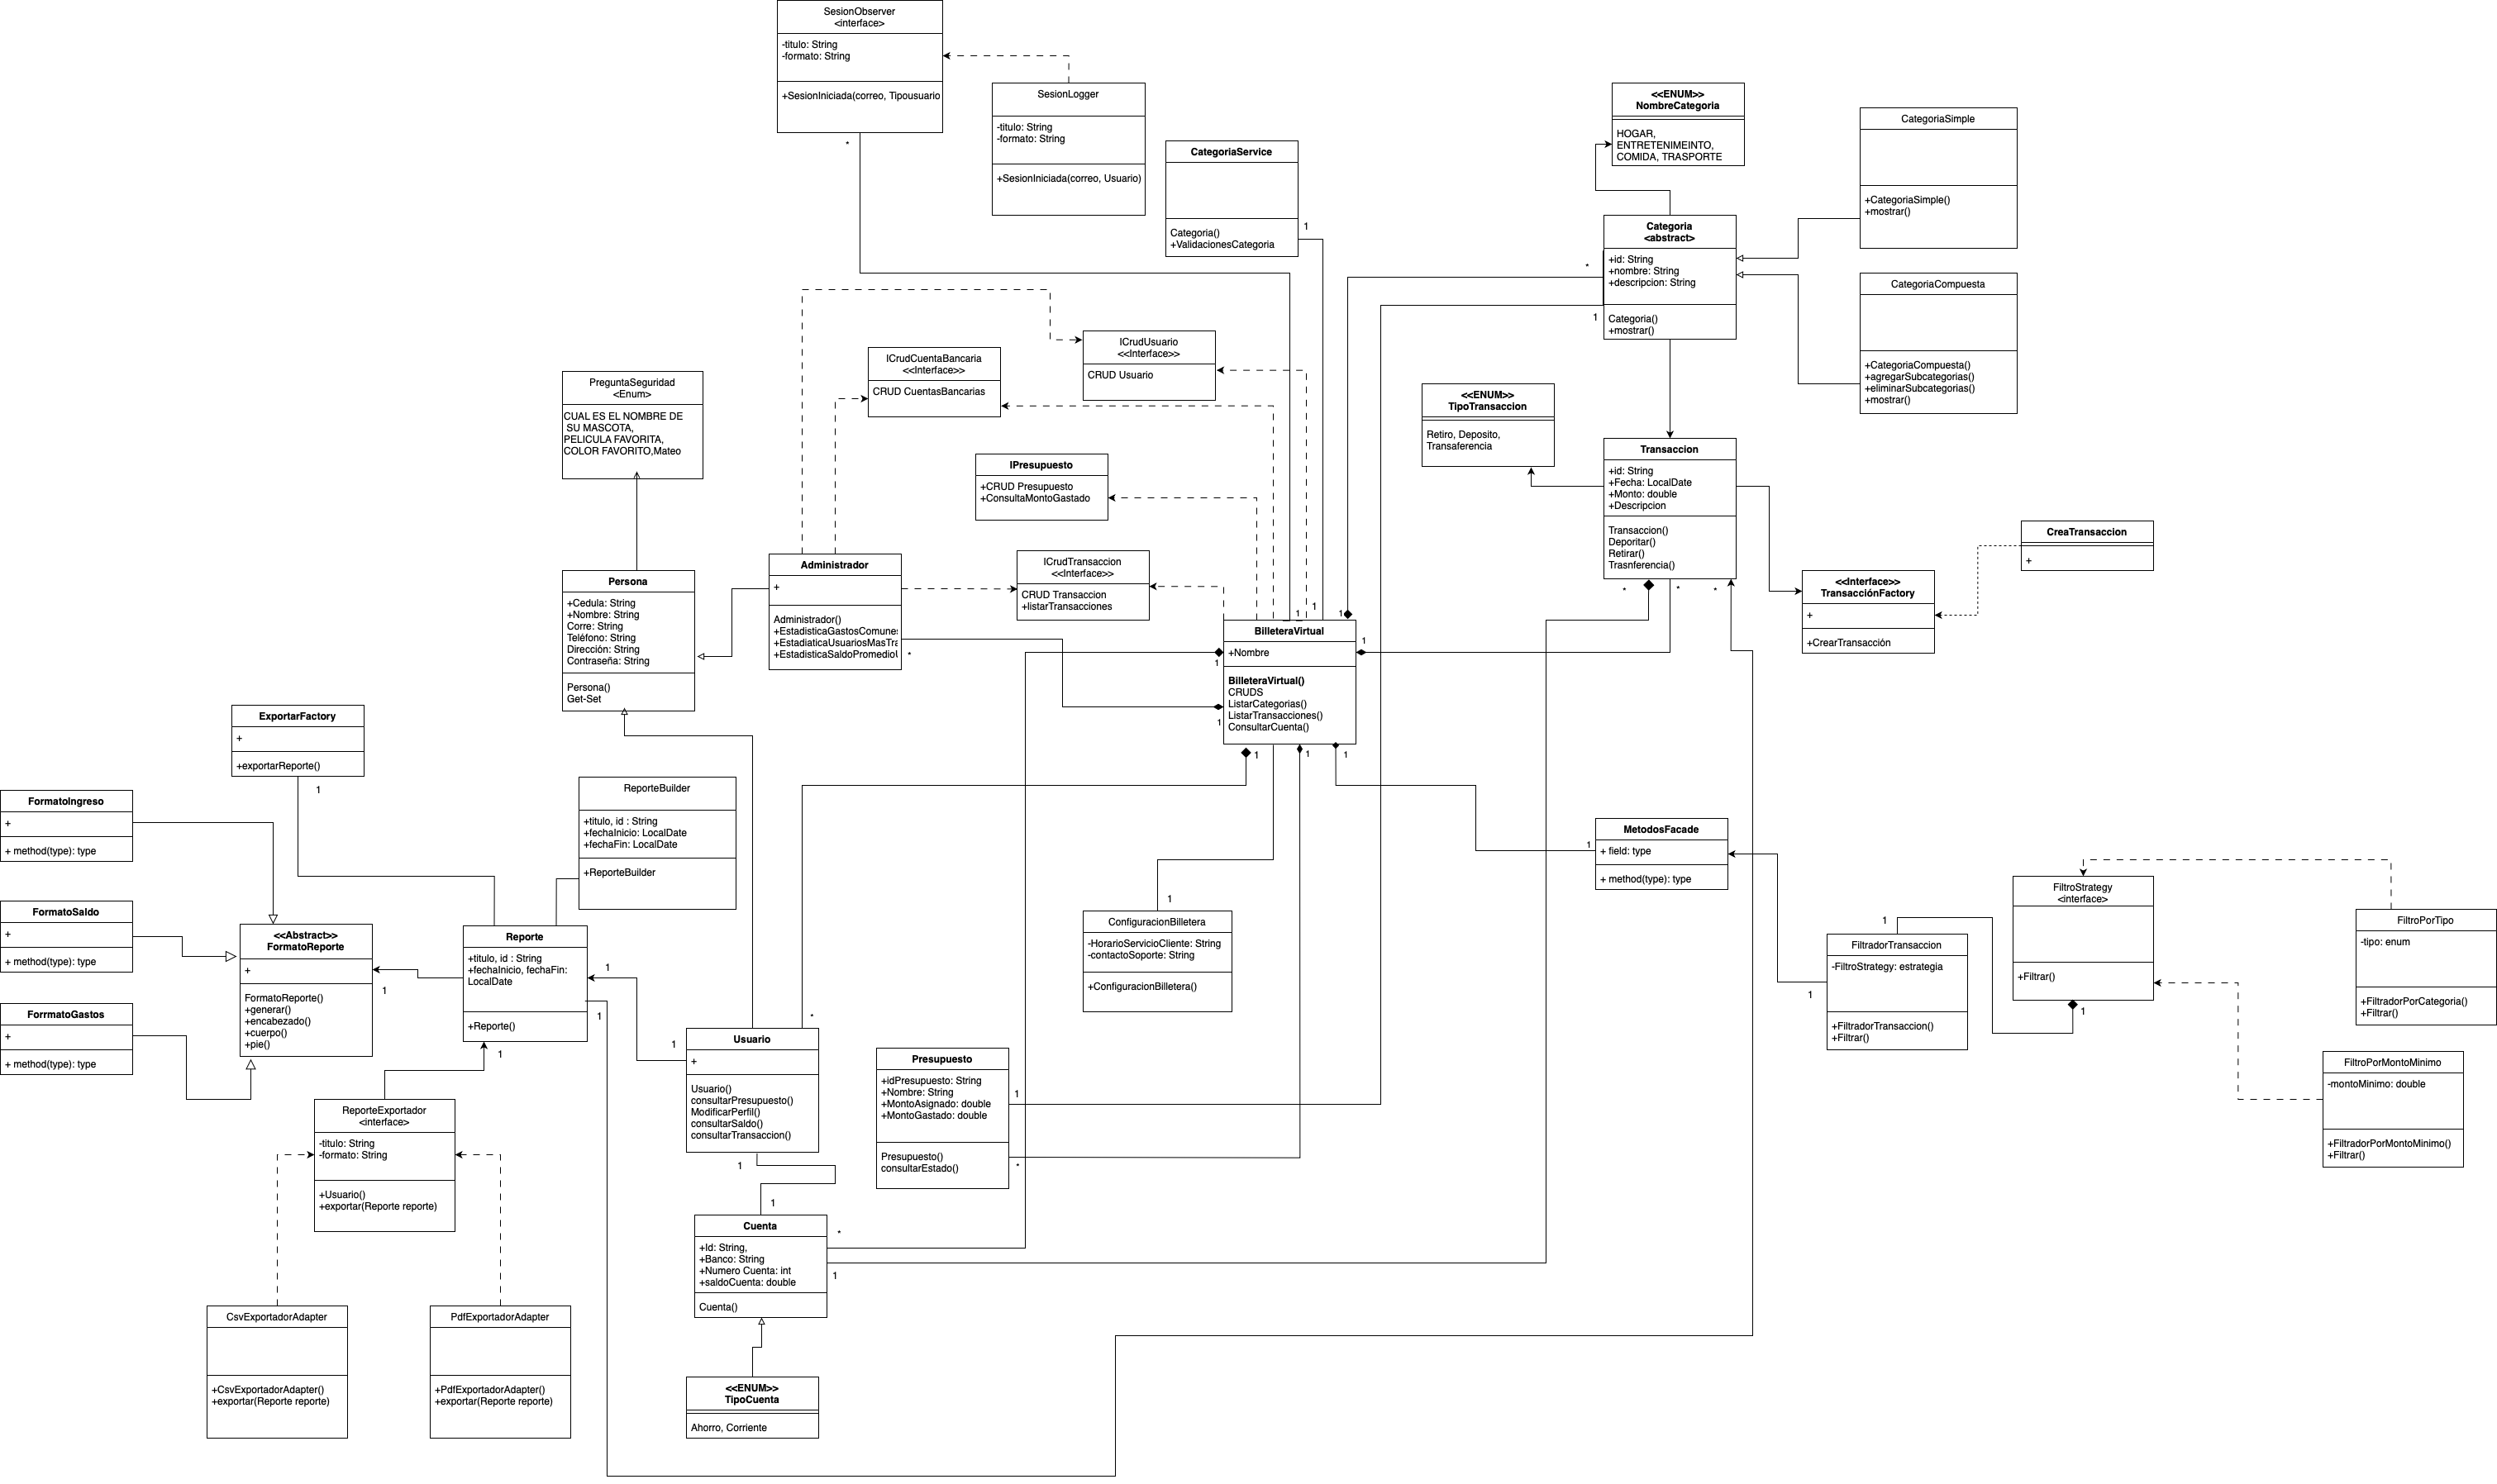 SesionObserver
<interface>
-titulo: String
-formato: String
+SesionIniciada(correo, Tipousuario
*
SesionLogger
-titulo: String
-formato: String
+SesionIniciada(correo, Usuario)
CategoriaService
Categoria()
+ValidacionesCategoria
1
<<ENUM>>
NombreCategoria
HOGAR,
ENTRETENIMEINTO,
COMIDA, TRASPORTE
CategoriaSimple
+CategoriaSimple()
+mostrar()
Categoria
<abstract>
+id: String
+nombre: String
+descripcion: String
Categoria()
+mostrar()
*
1
CategoriaCompuesta
+CategoriaCompuesta()
+agregarSubcategorias()
+eliminarSubcategorias()
+mostrar()
ICrudUsuario
<<Interface>>
CRUD Usuario
ICrudCuentaBancaria
<<Interface>>
CRUD CuentasBancarias
PreguntaSeguridad
<Enum>
CUAL ES EL NOMBRE DE
SU MASCOTA,
PELICULA FAVORITA,
COLOR FAVORITO,Mateo
<<ENUM>>
TipoTransaccion
Retiro, Deposito,
Transaferencia
IPresupuesto
+CRUD Presupuesto
+ConsultaMontoGastado
Transaccion
+id: String
+Fecha: LocalDate
+Monto: double
+Descripcion
Transaccion()
Deporitar()
Retirar()
Trasnferencia()
*
*
*
CreaTransaccion
+
<<Interface>>
TransacciónFactory
+
+CrearTransacción
ICrudTransaccion
<<Interface>>
CRUD Transaccion
+listarTransacciones
Administrador
+
Administrador()
+EstadisticaGastosComunes
+EstadiaticaUsuariosMasTra
+EstadisticaSaldoPromedioU
*
Persona
+Cedula: String
+Nombre: String
Corre: String
Teléfono: String
Dirección: String
Contraseña: String
Persona()
Get-Set
1
1
1
BilleteraVirtual
+Nombre
BilleteraVirtual()
CRUDS
ListarCategorias()
ListarTransacciones()
ConsultarCuenta()
1
1
1
1
1
1
ExportarFactory
+
+exportarReporte()
1
FormatoIngreso
+
+ method(type): type
ReporteBuilder
+titulo, id : String
+fechaInicio: LocalDate
+fechaFin: LocalDate
+ReporteBuilder
MetodosFacade
+ field: type
+ method(type): type
1
FormatoSaldo
+
+ method(type): type
<<Abstract>>
FormatoReporte
+
FormatoReporte()
+generar()
+encabezado()
+cuerpo()
+pie()
1
Reporte
+titulo, id : String
+fechaInicio, fechaFin:
LocalDate
+Reporte()
1
1
1
ConfiguracionBilletera
-HorarioServicioCliente: String
-contactoSoporte: String
+ConfiguracionBilletera()
1
FiltroStrategy
<interface>
+Filtrar()
1
FiltroPorTipo
-tipo: enum
+FiltradorPorCategoria()
+Filtrar()
FiltradorTransaccion
-FiltroStrategy: estrategia
+FiltradorTransaccion()
+Filtrar()
1
1
FiltroPorMontoMinimo
-montoMinimo: double
+FiltradorPorMontoMinimo()
+Filtrar()
ForrmatoGastos
+
+ method(type): type
Usuario
+
Usuario()
consultarPresupuesto()
ModificarPerfil()
consultarSaldo()
consultarTransaccion()
1
*
1
Presupuesto
+idPresupuesto: String
+Nombre: String
+MontoAsignado: double
+MontoGastado: double
Presupuesto()
consultarEstado()
1
*
ReporteExportador
<interface>
-titulo: String
-formato: String
+Usuario()
+exportar(Reporte reporte)
Cuenta
+Id: String,
+Banco: String
+Numero Cuenta: int
+saldoCuenta: double
Cuenta()
1
*
1
CsvExportadorAdapter
+CsvExportadorAdapter()
+exportar(Reporte reporte)
PdfExportadorAdapter
+PdfExportadorAdapter()
+exportar(Reporte reporte)
<<ENUM>>
TipoCuenta
Ahorro, Corriente